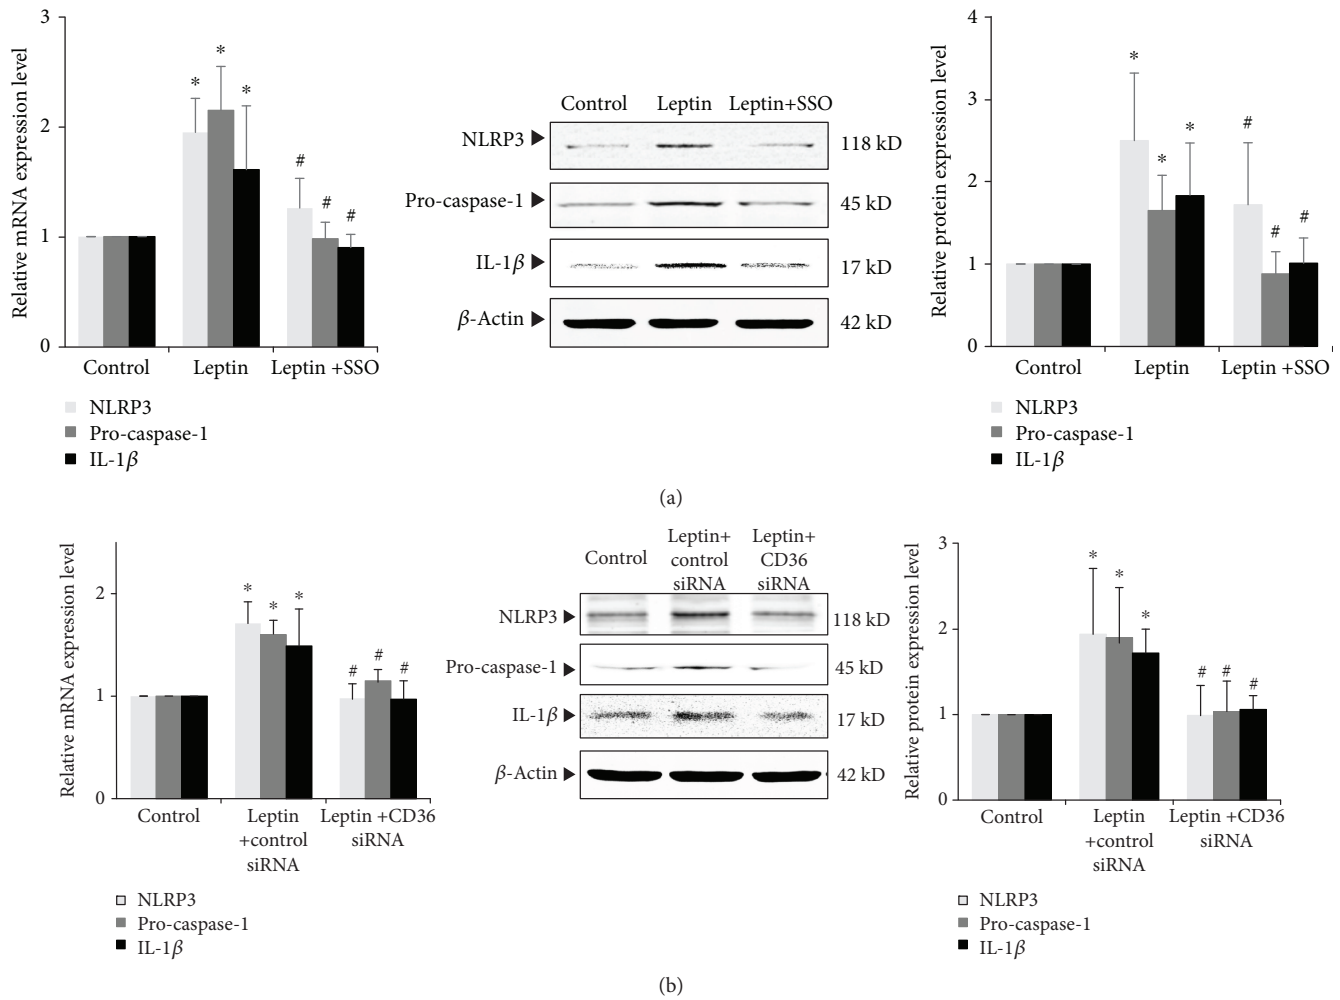 Relative mRNA expression level
3
2
1
0
*
*
*
#
#
#
Control
Leptin
Leptin +SSO
NLRP3
Pro-caspase-1
IL-1β
Control
Leptin
Leptin+SSO
NLRP3
118 kD
Pro-caspase-1
45 kD
IL-1β
17 kD
β-Actin
42 kD
Relative protein expression level
4
3
2
1
0
*
*
*
#
#
#
Control
Leptin
Leptin +SSO
NLRP3
Pro-caspase-1
IL-1β
(a)
Relative mRNA expression level
2
1
0
*
*
*
#
#
#
Control
Leptin
+control
siRNA
Leptin +CD36
siRNA
NLRP3
Pro-caspase-1
IL-1β
Control
Leptin+
control
siRNA
Leptin+
CD36
siRNA
NLRP3
118 kD
Pro-caspase-1
45 kD
IL-1β
17 kD
β-Actin
42 kD
Relative protein expression level
3
2
1
0
*
*
*
#
#
#
Control
Leptin
+control
siRNA
Leptin +CD36
siRNA
NLRP3
Pro-caspase-1
IL-1β
(b)